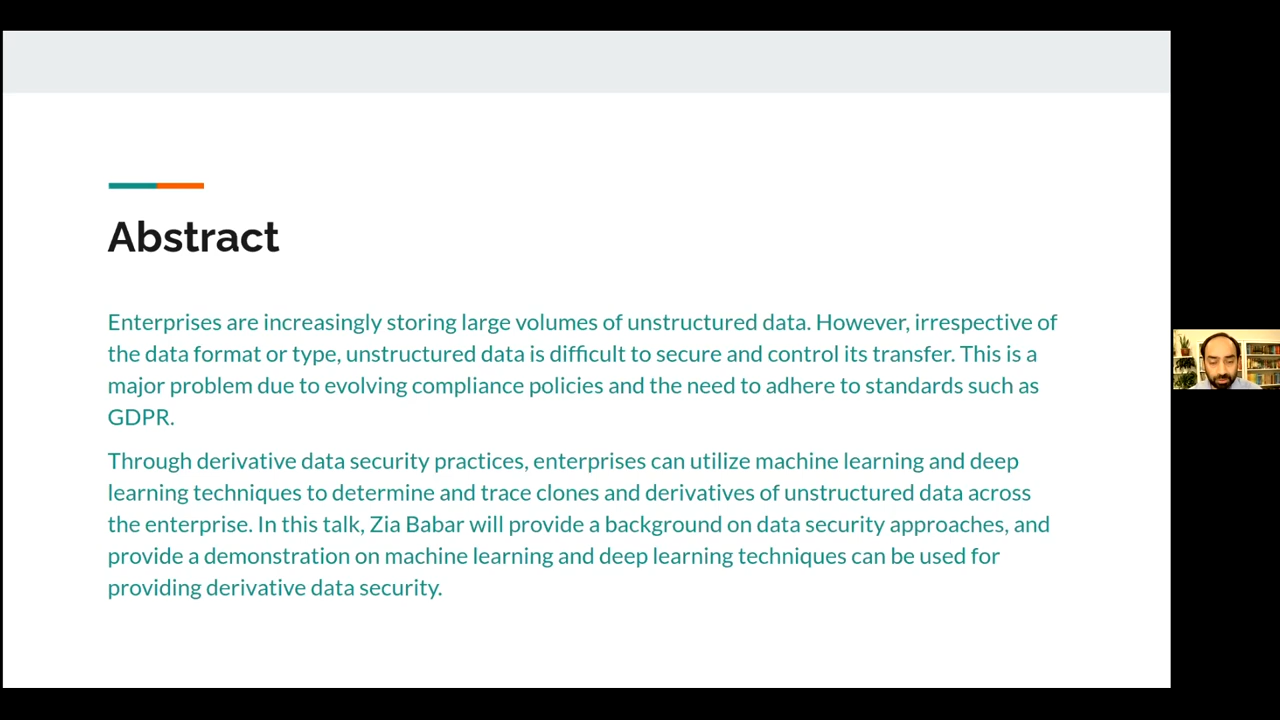 Abstract
Enterprises are increasingly storing large volumes of unstructured data. However, irrespective of
the data format or type, unstructured data is difficult to secure and control its transfer. This is a
major problem due to evolving compliance policies and the need to adhere to standards such as
GDPR.
Through derivative data security practices, enterprises can utilize machine learning and deep
learning techniques to determine and trace clones and derivatives of unstructured data across
the enterprise. In this talk, Zia Babar will provide a background on data security approaches, and
provide a demonstration on machine learning and deep learning techniques can be used for
providing derivative data security.